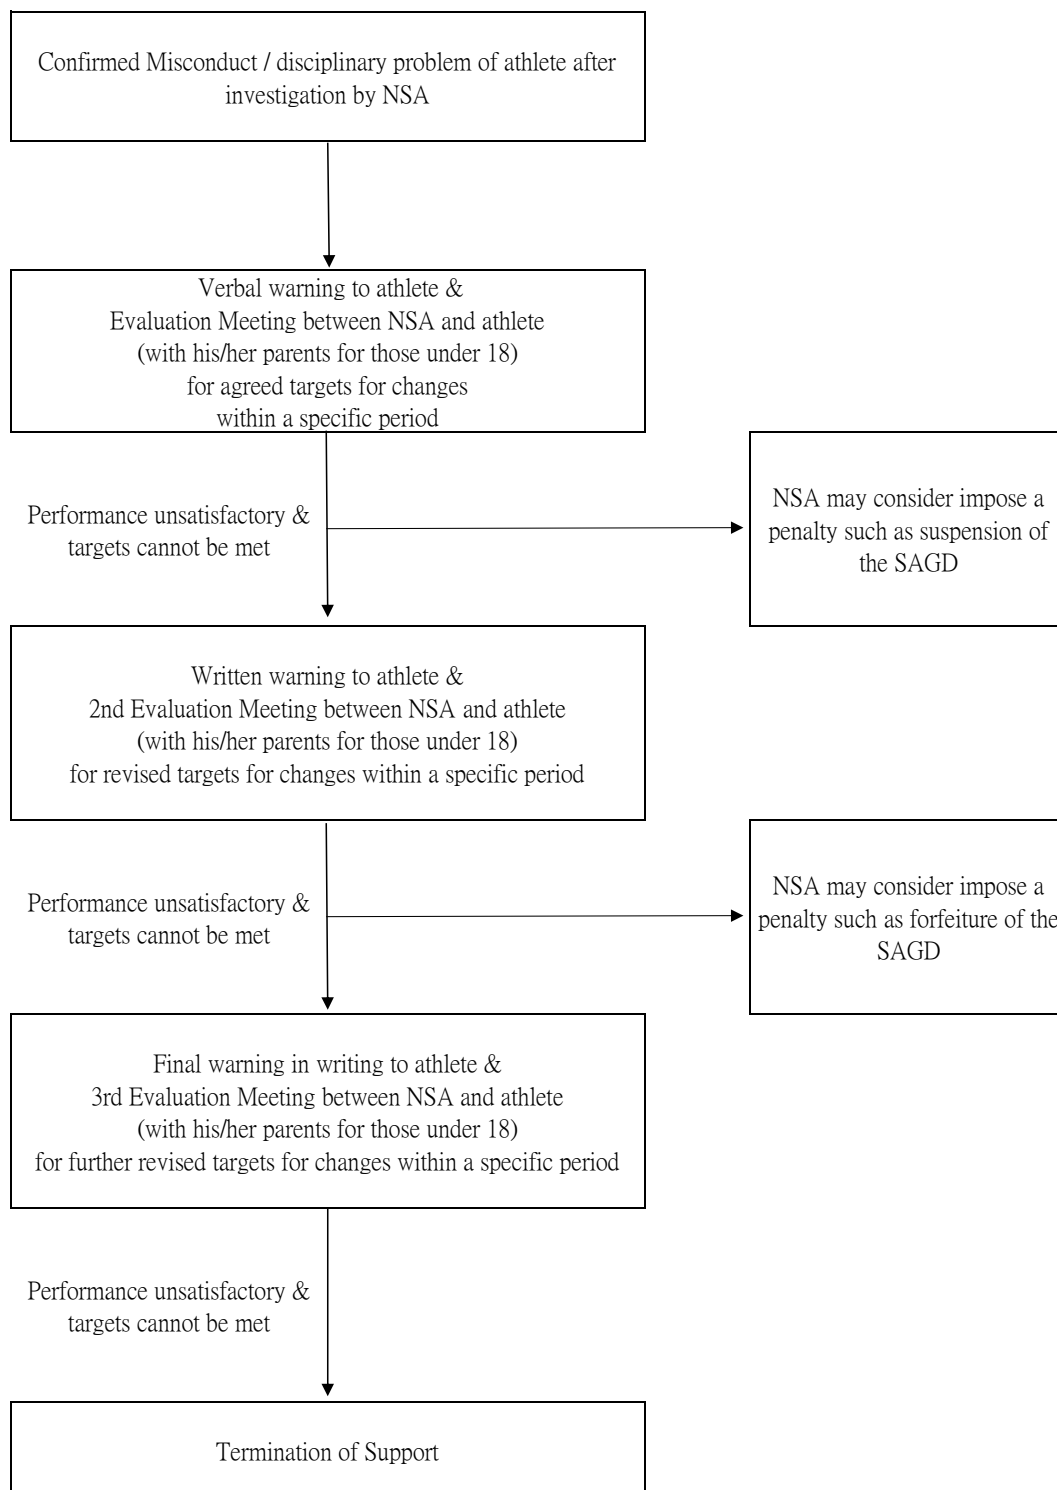 Confirmed Misconduct / disciplinary problem of athlete after
investigation by NSA
Verbal warning to athlete &
Evaluation Meeting between NSA and athlete
(with his/her parents for those under 18)
for agreed targets for changes
within a specific period
Performance unsatisfactory &
targets cannot be met
NSA may consider impose a
penalty such as suspension of
the SAGD
Written warning to athlete &
2nd Evaluation Meeting between NSA and athlete
(with his/her parents for those under 18)
for revised targets for changes within a specific period
Performance unsatisfactory &
targets cannot be met
NSA may consider impose a
penalty such as forfeiture of the
SAGD
Final warning in writing to athlete &
3rd Evaluation Meeting between NSA and athlete
(with his/her parents for those under 18)
for further revised targets for changes within a specific period
Performance unsatisfactory &
targets cannot be met
Termination of Support